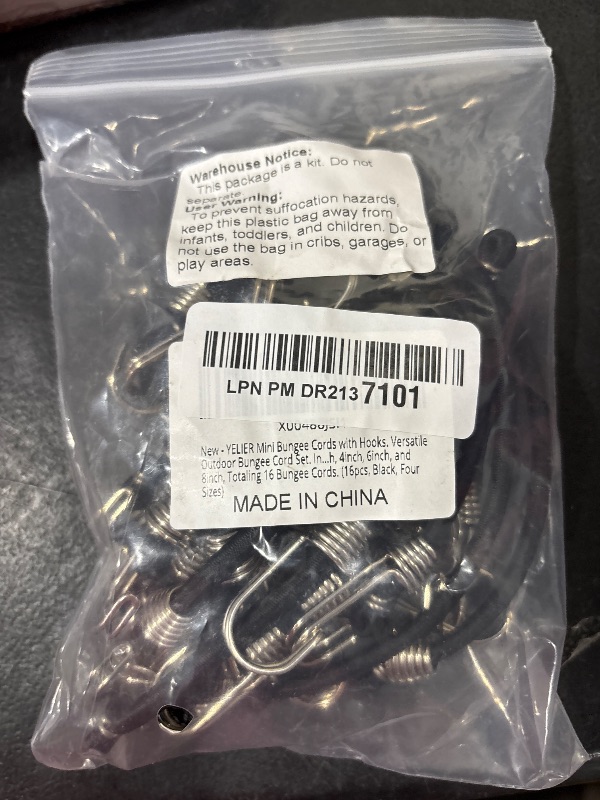 Warehouse Notice:
This package is a kit. Do not
separate.
User Warning:
To prevent suffocation hazards,
keep this plastic bag away from
infants, toddlers, and children. Do
not use the bag in cribs, garages, or
play areas.
LPN PM DR2137101
New - YELIER Mini Bungee Cords with Hooks. Versatile
Outdoor Bungee Cord Set. In...h, 4inch, 6inch, and
8inch, Totaling 16 Bungee Cords. (16pcs, Black, Four
Sizes)
MADE IN CHINA